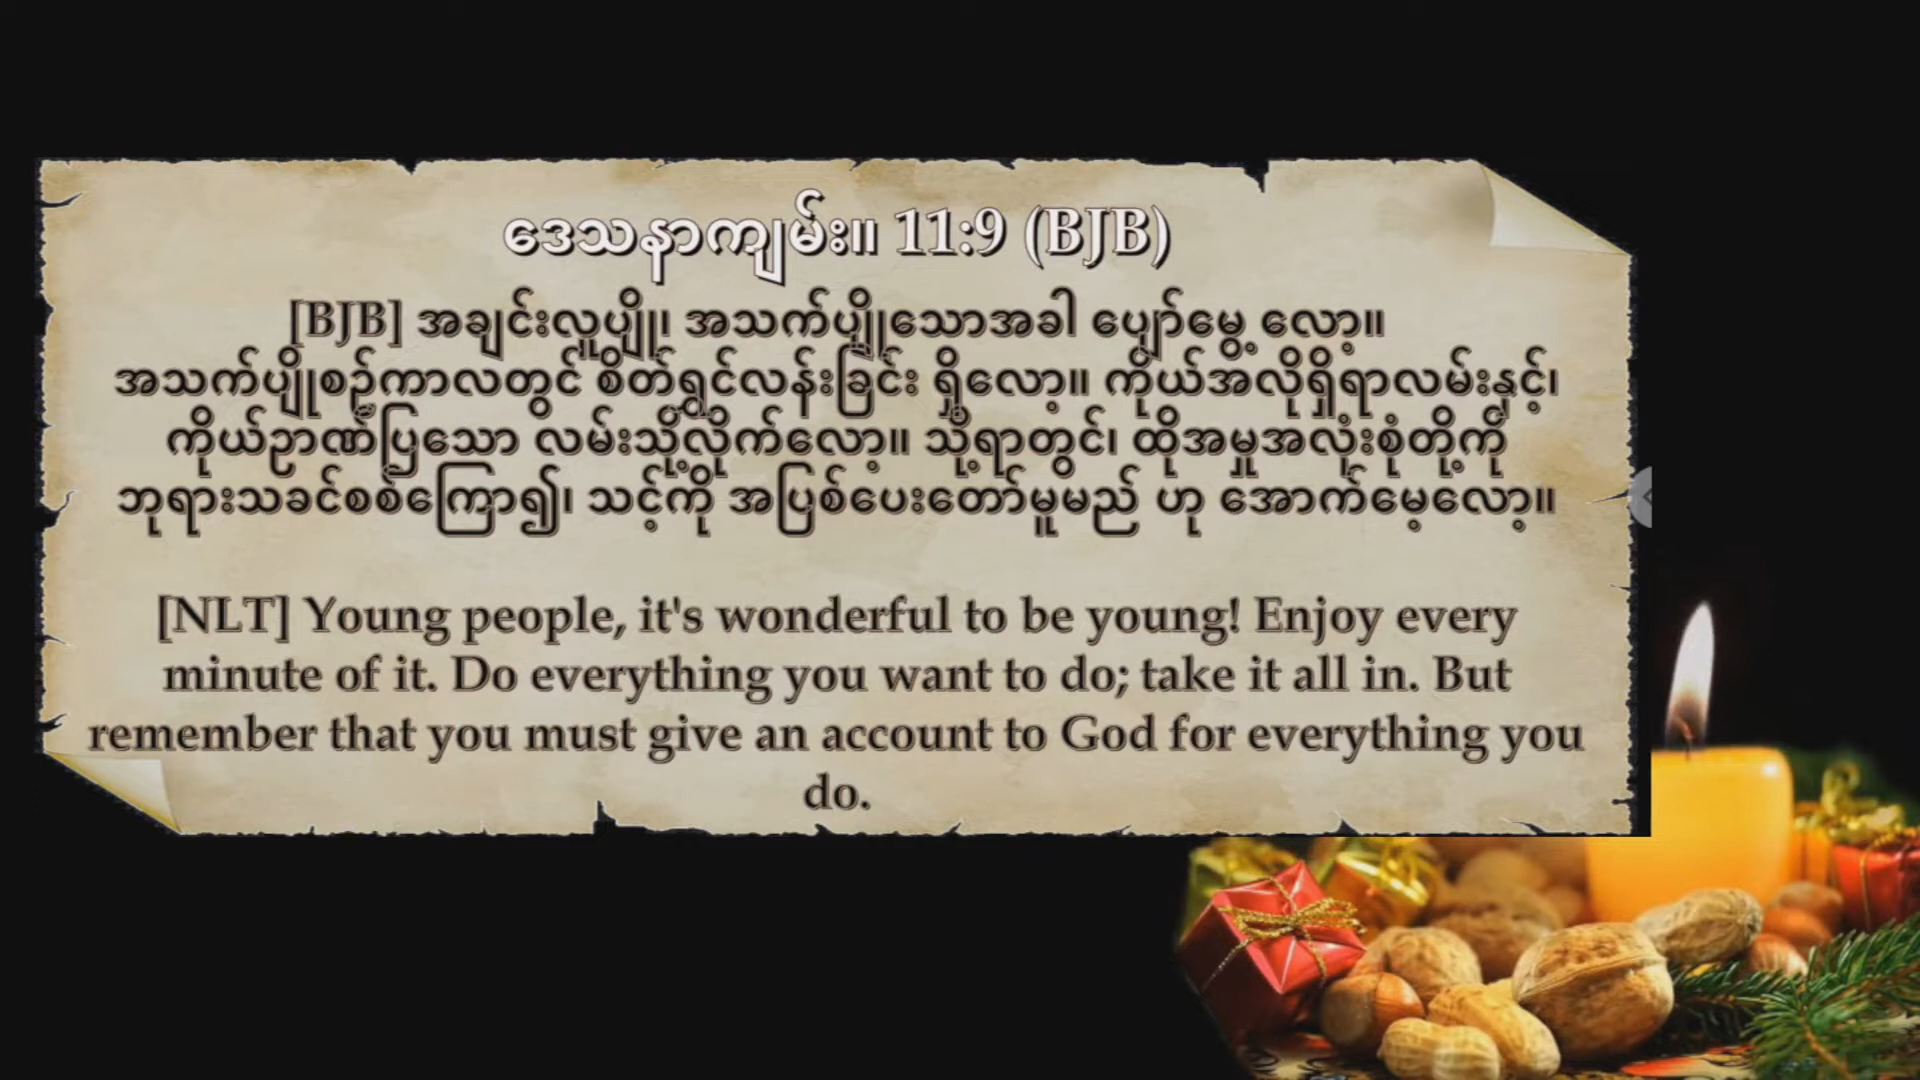 ဒေသနာကျမ်း။ 11:9 (BJB)
[BJB] အချင်းလူပျို၊ အသက်ပျိုသောအခါ ပျော်မွေ့ လော့။
အသက်ပျိုစဉ်ကာလတွင် စိတ်ရွှင်လန်းခြင်း ရှိလော့။ ကိုယ်အလိုရှိရာလမ်းနှင့်၊
ကိုယ်ဉာဏ်ပြသော လမ်းသို့လိုက်လော့။ သို့ရာတွင်၊ ထိုအမှုအလုံးစုံတို့ကို
ဘုရားသခင်စစ်ကြော၍၊ သင့်ကို အပြစ်ပေးတော်မူမည် ဟု အောက်မေ့လော့။
[NLT] Young people, it's wonderful to be young! Enjoy every
minute of it. Do everything you want to do; take it all in. But
remember that you must give an account to God for everything you
do.